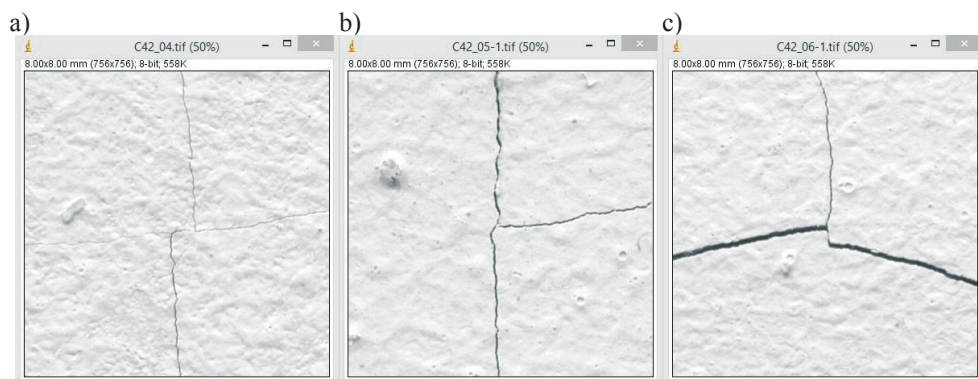 a)
C42_04.tif (50%)
8.00x8.00 mm (756x756); 8-bit; 558K
b)
C42_05-1.tif (50%)
8.00x8.00 mm (756x756); 8-bit; 558K
c)
C42_06-1.tif (50%)
8.00x8.00 mm (756x756); 8-bit; 558K